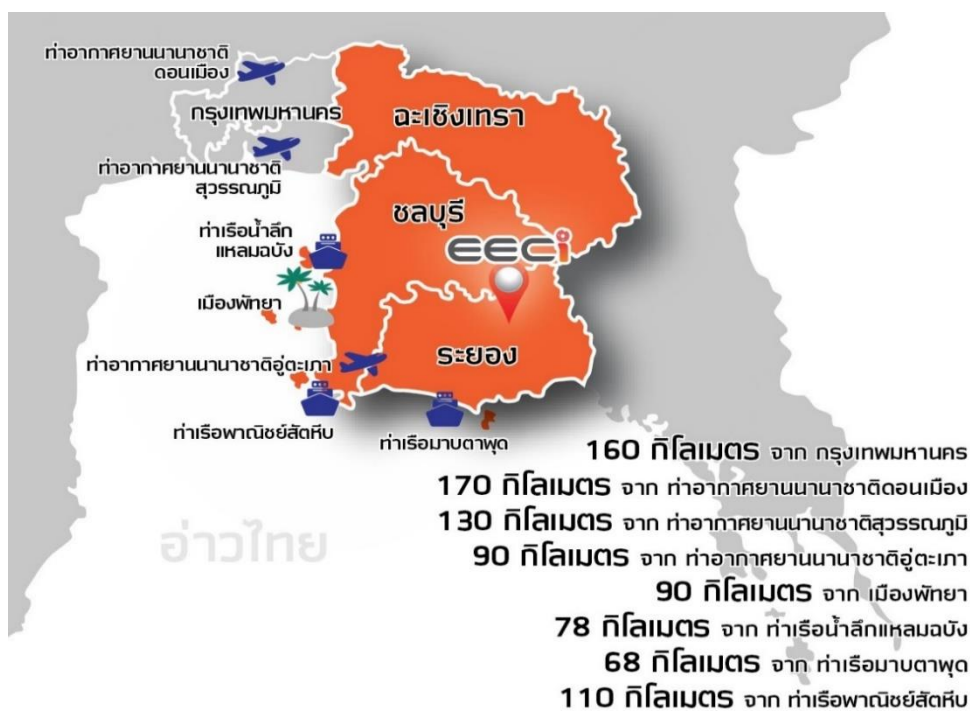 ท่าอากาศยานนานาชาติ
ดอนเมือง
กรุงเทพมหานคร
ฉะเชิงเทรา
ท่าอากาศยานนานาชาติ
สุวรรณภูมิ
ชลบุรี
eeci
ท่าเรือน้ำลึก
แหลมฉบัง
เมืองพัทยา
ระยอง
ท่าอากาศยานนานาชาติอู่ตะเภา
ท่าเรือพาณิชย์สัตหีบ
ท่าเรือมาบตาพุด
อ่าวไทย
160 กิโลเมตร จาก กรุงเทพมหานคร
170 กิโลเมตร จาก ท่าอากาศยานนานาชาติดอนเมือง
130 กิโลเมตร จาก ท่าอากาศยานนานาชาติสุวรรณภูมิ
90 กิโลเมตร จาก ท่าอากาศยานนานาชาติอู่ตะเภา
90 กิโลเมตร จาก เมืองพัทยา
78 กิโลเมตร จาก ท่าเรือน้ำลึกแหลมฉบัง
68 กิโลเมตร จาก ท่าเรือมาบตาพุด
110 กิโลเมตร จาก ท่าเรือพาณิชย์สัตหีบ